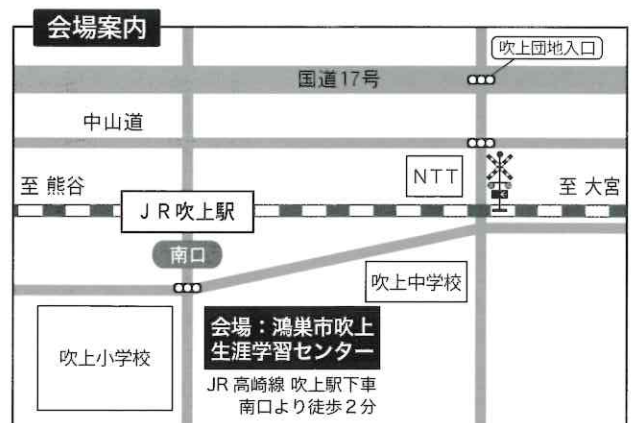 会場案内
吹上団地入口
国道17号
中山道
NTT
至 熊谷
至 大宮
JR吹上駅
南口
吹上中学校
会場：鴻巣市吹上
生涯学習センター
吹上小学校
JR 高崎線 吹上駅下車
南口より徒歩2分